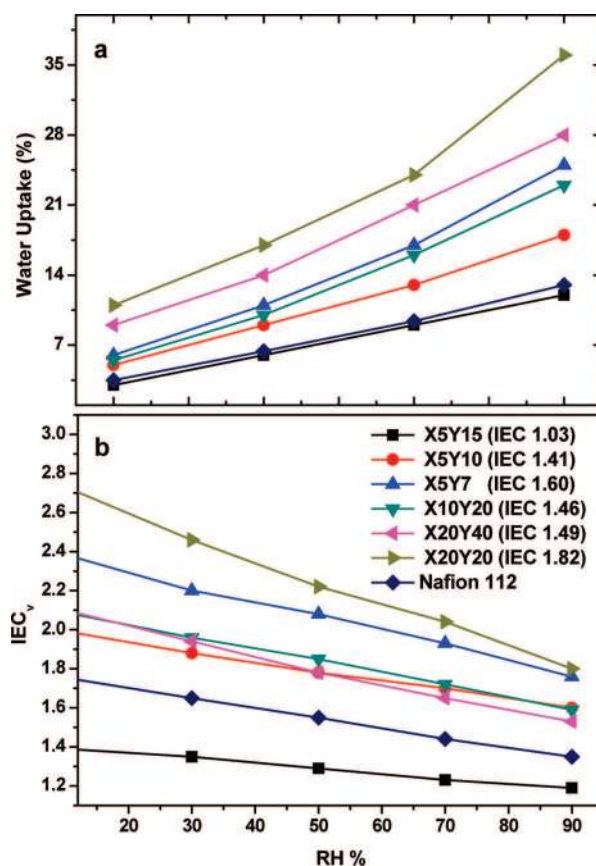 a
35
28
21
14
7
Water Uptake (%)
b
3.0
2.8
2.6
2.4
2.2
2.0
1.8
1.6
1.4
1.2
IECv
X5Y15 (IEC 1.03)
X5Y10 (IEC 1.41)
X5Y7 (IEC 1.60)
X10Y20 (IEC 1.46)
X20Y40 (IEC 1.49)
X20Y20 (IEC 1.82)
Nafion 112
20 30 40 50 60 70 80 90
RH %